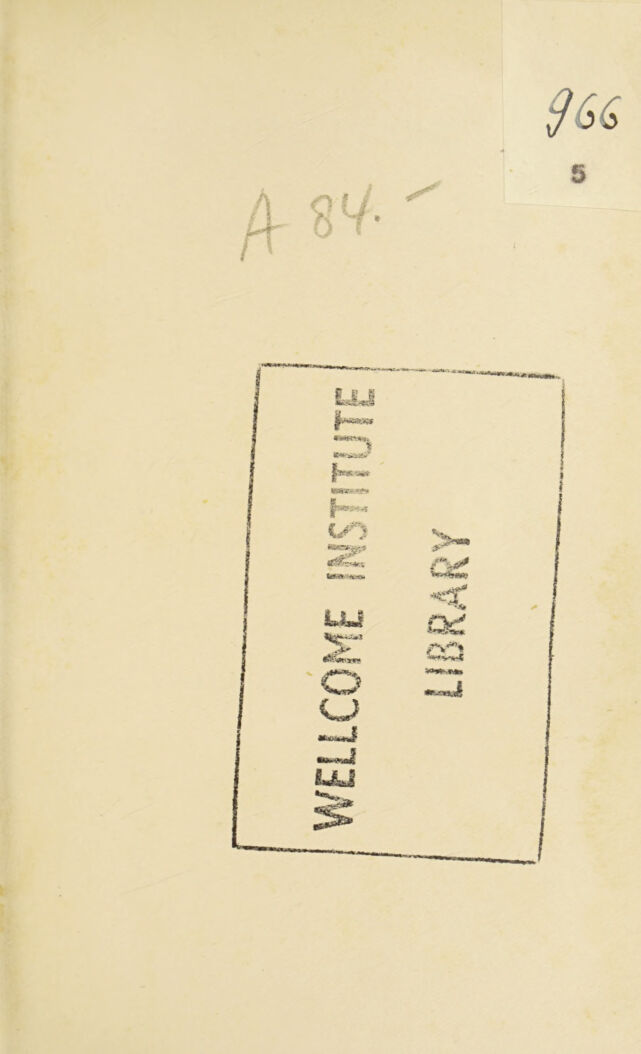 966
5
A 84.-
WELLCOME INSTITUTE
LIBRARY